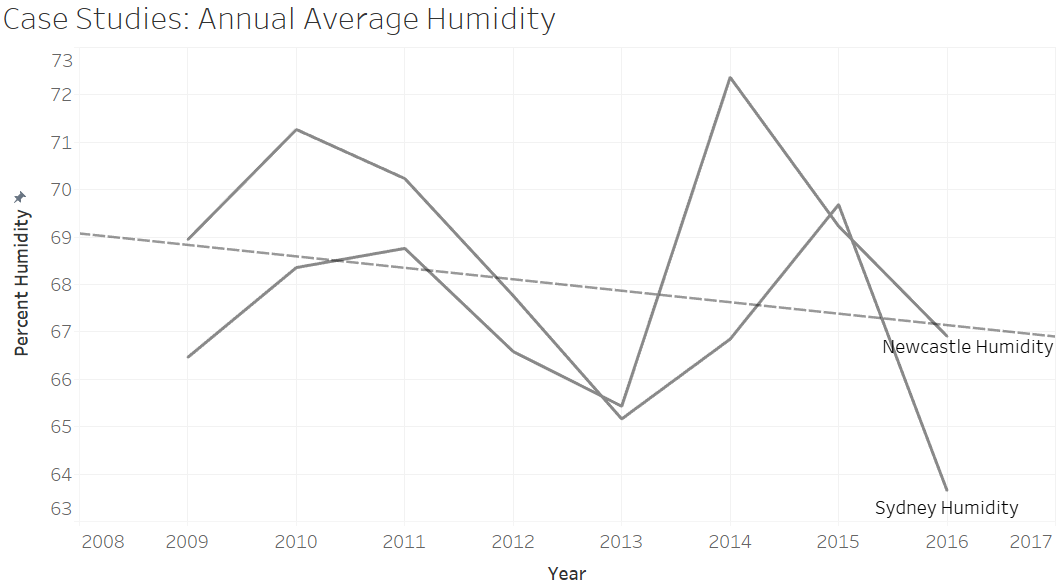 Case Studies: Annual Average Humidity
73
72
71
70
69
68
67
66
65
64
63
Percent Humidity
Newcastle Humidity
Sydney Humidity
2008 2009 2010 2011 2012 2013 2014 2015 2016 2017
Year